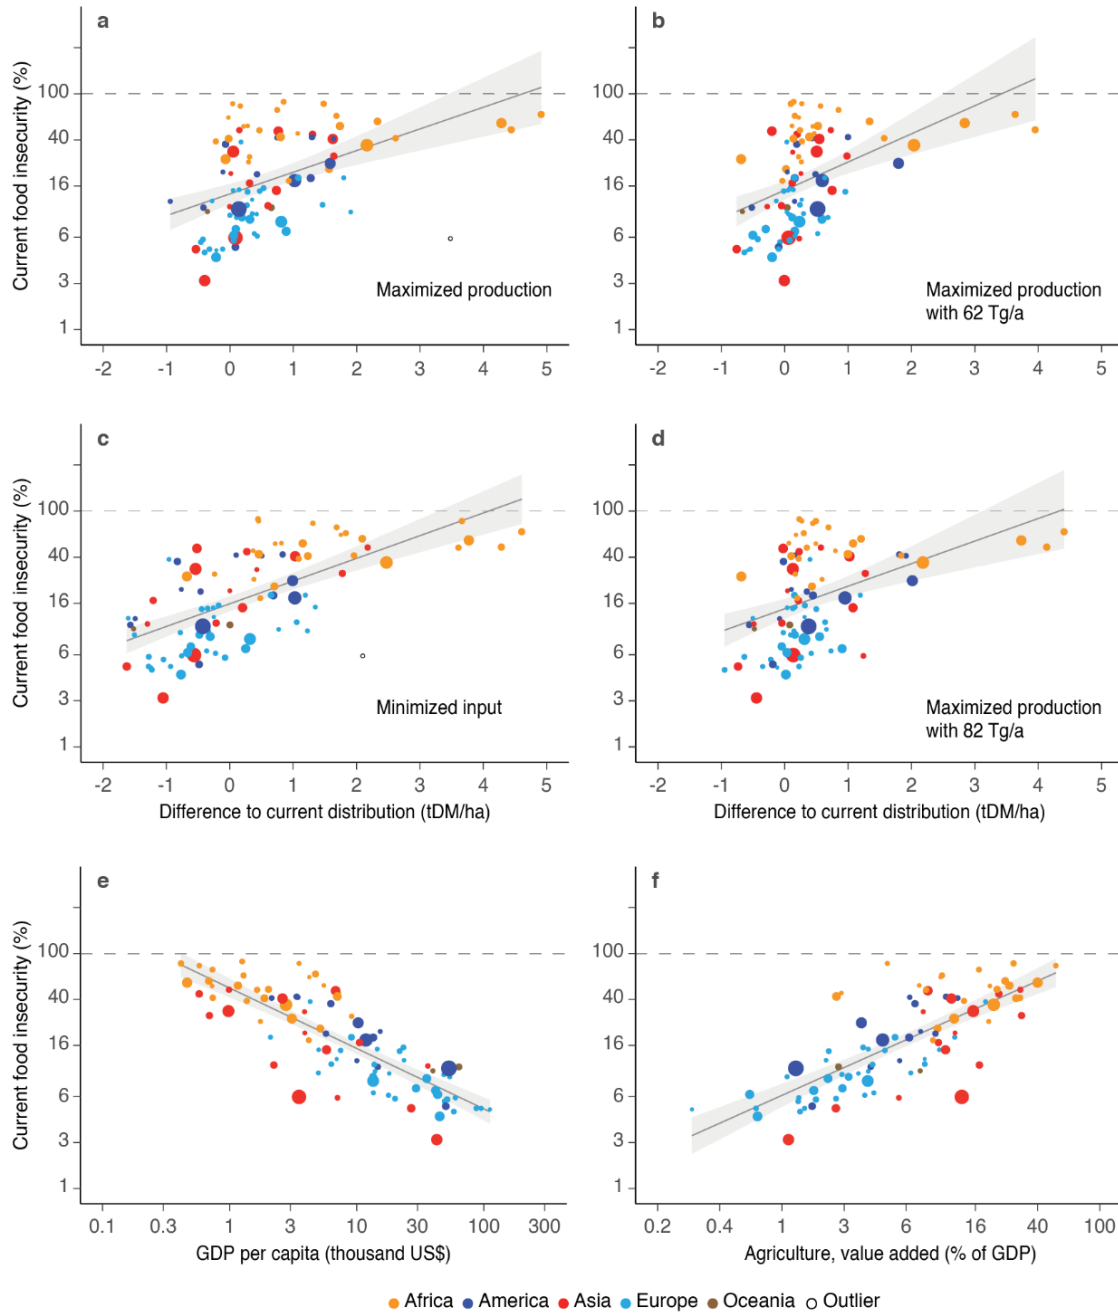 a
b
Current food insecurity (%)
100
40
16
6
3
1
100
40
16
6
3
1
Maximized production
Maximized production
with 62 Tg/a
-2 -1 0 1 2 3 4 5
-2 -1 0 1 2 3 4 5
c
d
Current food insecurity (%)
100
40
16
6
3
1
100
40
16
6
3
1
Minimized input
Maximized production
with 82 Tg/a
-2 -1 0 1 2 3 4 5
-2 -1 0 1 2 3 4 5
Difference to current distribution (tDM/ha)
Difference to current distribution (tDM/ha)
e
f
Current food insecurity (%)
100
40
16
6
3
1
100
40
16
6
3
1
0.1 0.3 1 3 10 30 100 300
0.2 0.4 1 3 6 16 40 100
GDP per capita (thousand US$)
Agriculture, value added (% of GDP)
Africa America Asia Europe Oceania Outlier